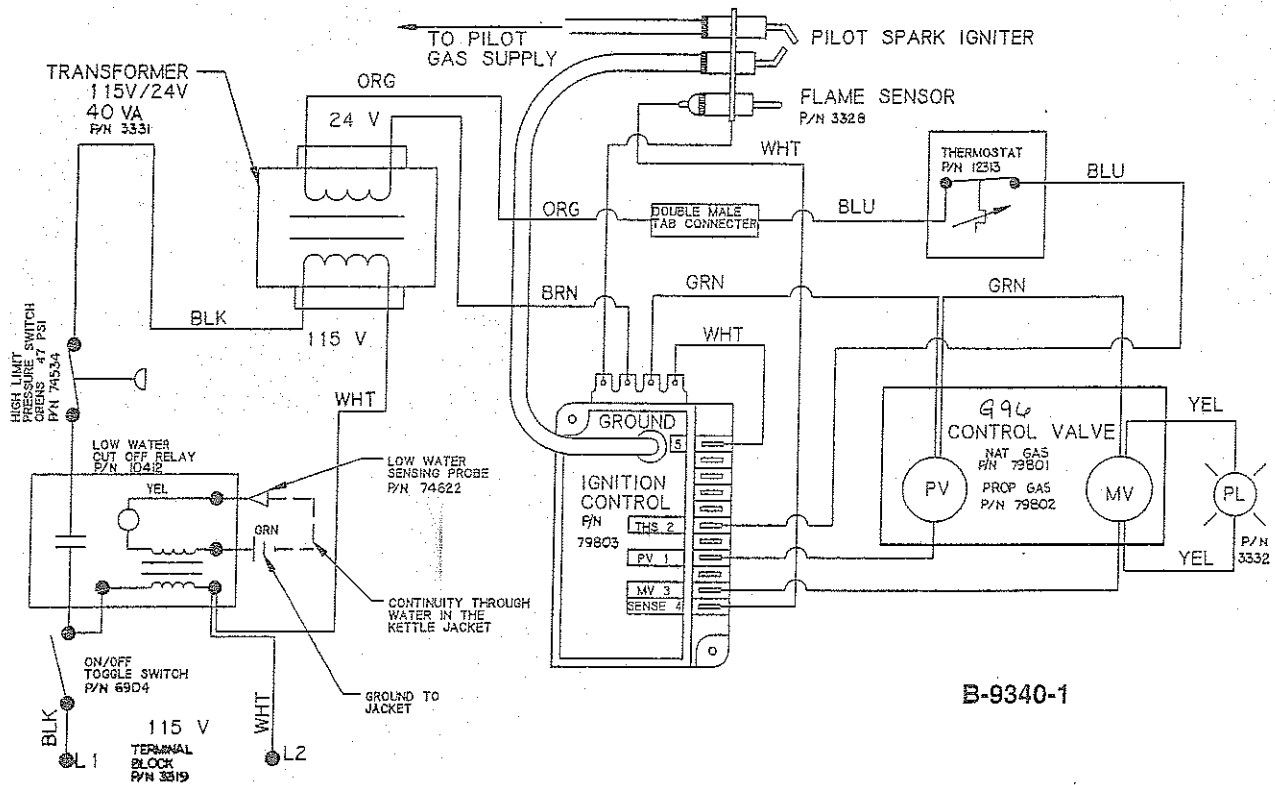 TO PILOT
GAS SUPPLY
PILOT SPARK IGNITER
TRANSFORMER
115V/24V
40 VA
P/N 3331
ORG
24 V
FLAME SENSOR
P/N 3328
WHT
THERMOSTAT
P/N 12313
BLU
ORG
DOUBLE MALE
TAB CONNECTER
BLU
BRN
GRN
GRN
BLK
115 V
WHT
HIGH LIMIT
PRESSURE SWITCH
OPENS 47 PSI
P/N 74534
WHT
GROUND
5
G96
CONTROL VALVE
NAT GAS
P/N 79801
PROP GAS
P/N 79802
PV
MV
YEL
PL
P/N
3332
YEL
LOW WATER
CUT OFF RELAY
P/N 10412
YEL
GRN
LOW WATER
SENSING PROBE
P/N 74622
IGNITION
CONTROL
P/N
79803
THS 2
PV 1
MV 3
SENSE 4
CONTINUITY THROUGH
WATER IN THE
KETTLE JACKET
ON/OFF
TOGGLE SWITCH
P/N 6904
GROUND TO
JACKET
B-9340-1
BLK
115 V
WHT
L1
TERMINAL
BLOCK
P/N 3319
L2